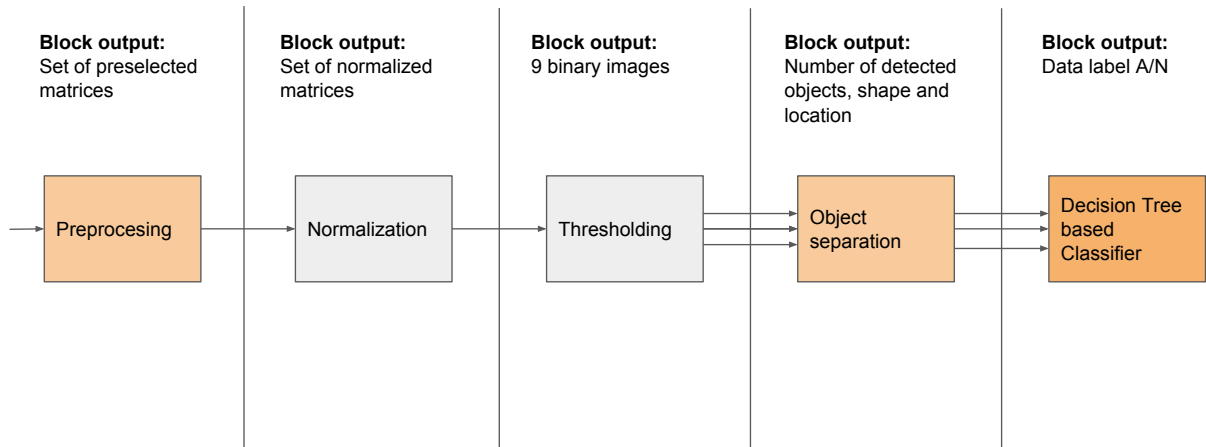 Block output:
Set of preselected
matrices
Block output:
Set of normalized
matrices
Block output:
9 binary images
Block output:
Number of detected
objects, shape and
location
Block output:
Data label A/N
Preprocesing
Normalization
Thresholding
Object
separation
Decision Tree
based
Classifier